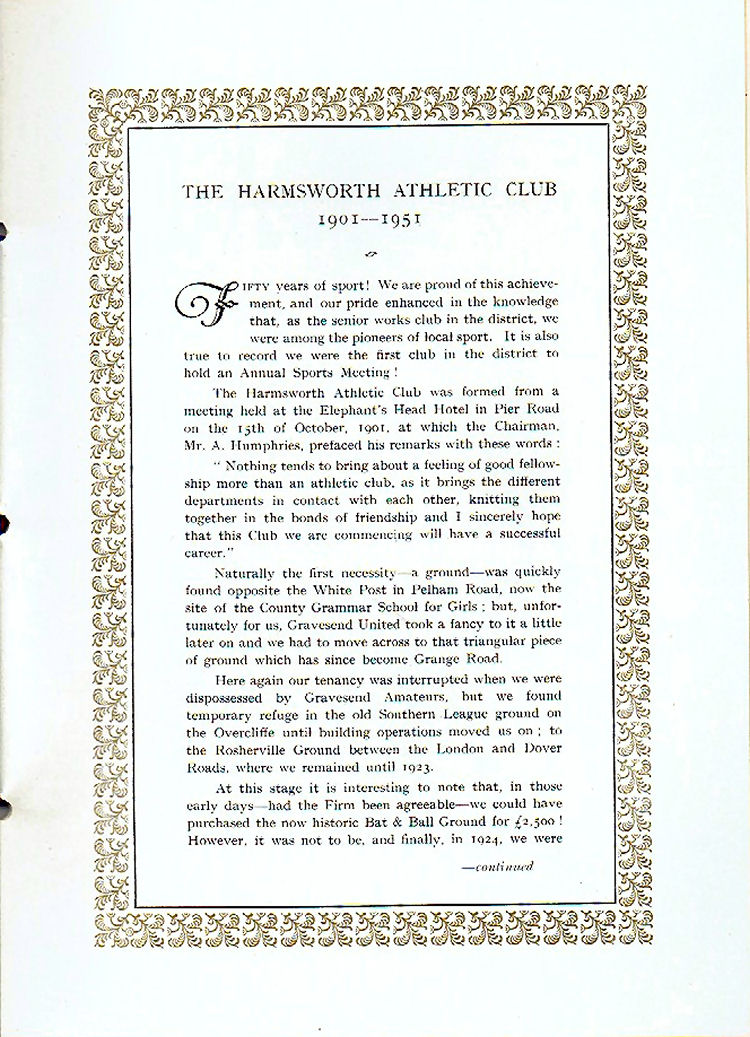 THE HARMSWORTH ATHLETIC CLUB
1901—1951
FIFTY years of sport! We are proud of this achieve-
ment, and our pride enhanced in the knowledge
that, as the senior works club in the district, we
were among the pioneers of local sport. It is also
true to record we were the first club in the district to
hold an Annual Sports Meeting!
The Harmsworth Athletic Club was formed from a
meeting held at the Elephant's Head Hotel in Pier Road
on the 15th of October, 1901, at which the Chairman,
Mr. A. Humphries, prefaced his remarks with these words:
" Nothing tends to bring about a feeling of good fellow-
ship more than an athletic club, as it brings the different
departments in contact with each other, knitting them
together in the bonds of friendship and I sincerely hope
that this Club we are commencing will have a successful
career."
Naturally the first necessity—a ground—was quickly
found opposite the White Post in Pelham Road, now the
site of the County Grammar School for Girls; but, unfor-
tunately for us, Gravesend United took a fancy to it a little
later on and we had to move across to that triangular piece
of ground which has since become Grange Road.
Here again our tenancy was interrupted when we were
dispossessed by Gravesend Amateurs, but we found
temporary refuge in the old Southern League ground on
the Overcliffe until building operations moved us on; to
the Rosherville Ground between the London and Dover
Roads, where we remained until 1923.
At this stage it is interesting to note that, in those
early days—had the Firm been agreeable—we could have
purchased the now historic Bat & Ball Ground for £2,500!
However, it was not to be, and finally, in 1924, we were
—continued